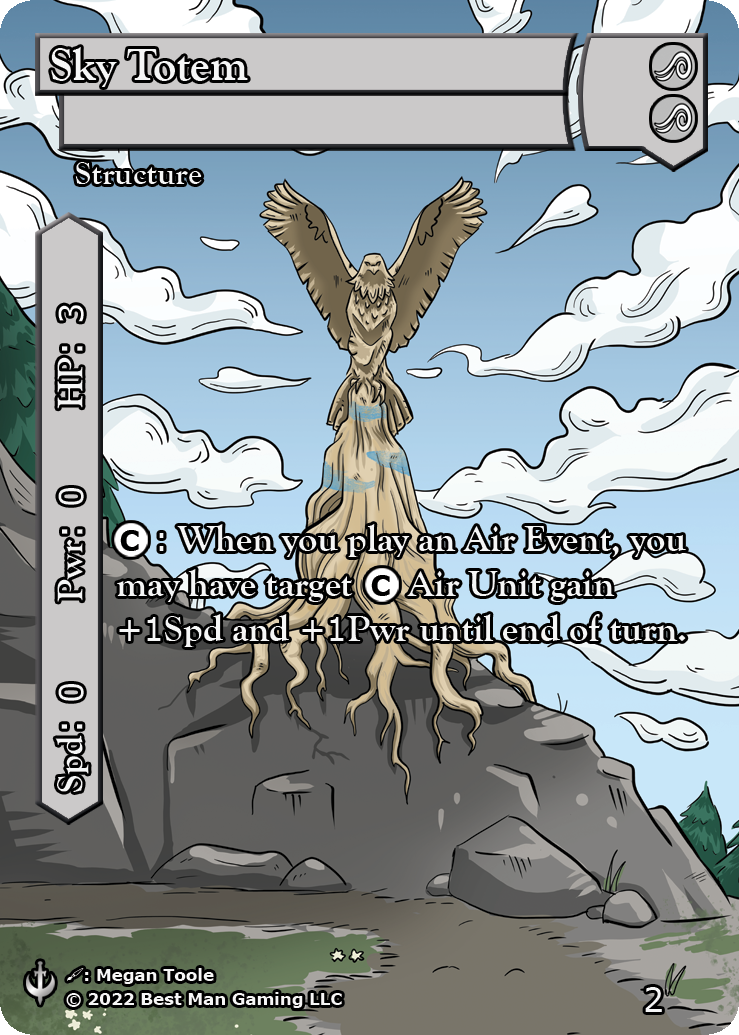 Sky Totem
Structure
HP: 3
Pwr: 0
Spd: 0
C: When you play an Air Event, you
may have target C Air Unit gain
+1Spd and +1Pwr until end of turn.
: Megan Toole
© 2022 Best Man Gaming LLC
2